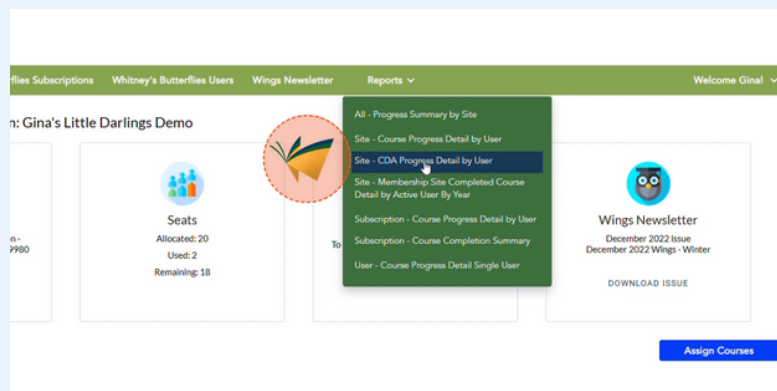 rflies Subscriptions Whitney's Butterflies Users Wings Newsletter Reports Welcome Gina!
n: Gina's Little Darlings Demo
All - Progress Summary by Site
Site - Course Progress Detail by User
Site - CDA Progress Detail by User
Site - Membership Site Completed Course
Detail by Active User By Year
Subscription - Course Progress Detail by User
Subscription - Course Completion Summary
User - Course Progress Detail Single User
n -
9980
Seats
Allocated: 20
Used: 2
Remaining: 18
To
Wings Newsletter
December 2022 Issue
December 2022 Wings - Winter
DOWNLOAD ISSUE
Assign Courses